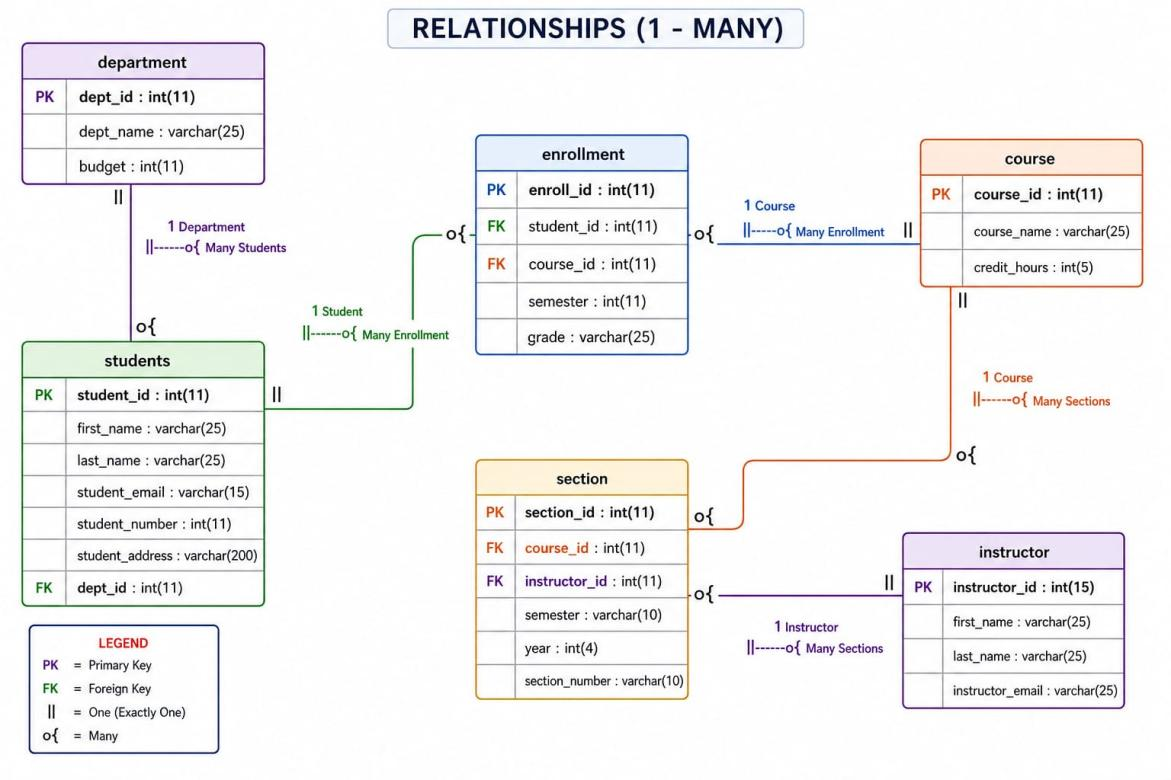 RELATIONSHIPS (1 - MANY)
department
PK dept_id : int(11)
dept_name : varchar(25)
budget : int(11)
||
1 Department
||------o{ Many Students
o{
students
PK student_id : int(11)
||
first_name : varchar(25)
last_name : varchar(25)
student_email : varchar(15)
student_number : int(11)
student_address : varchar(200)
FK dept_id : int(11)
1 Student
||------o{ Many Enrollment
o{
enrollment
PK enroll_id : int(11)
FK student_id : int(11)
FK course_id : int(11)
semester : int(11)
grade : varchar(25)
o{
1 Course
||-----o{ Many Enrollment
||
course
PK course_id : int(11)
course_name : varchar(25)
credit_hours : int(5)
||
1 Course
||------o{ Many Sections
o{
section
PK section_id : int(11)
o{
FK course_id : int(11)
FK instructor_id : int(11)
semester : varchar(10)
year : int(4)
section_number : varchar(10)
o{
||
1 Instructor
||------o{ Many Sections
instructor
PK instructor_id : int(15)
first_name : varchar(25)
last_name : varchar(25)
instructor_email : varchar(25)
LEGEND
PK = Primary Key
FK = Foreign Key
|| = One (Exactly One)
o{ = Many